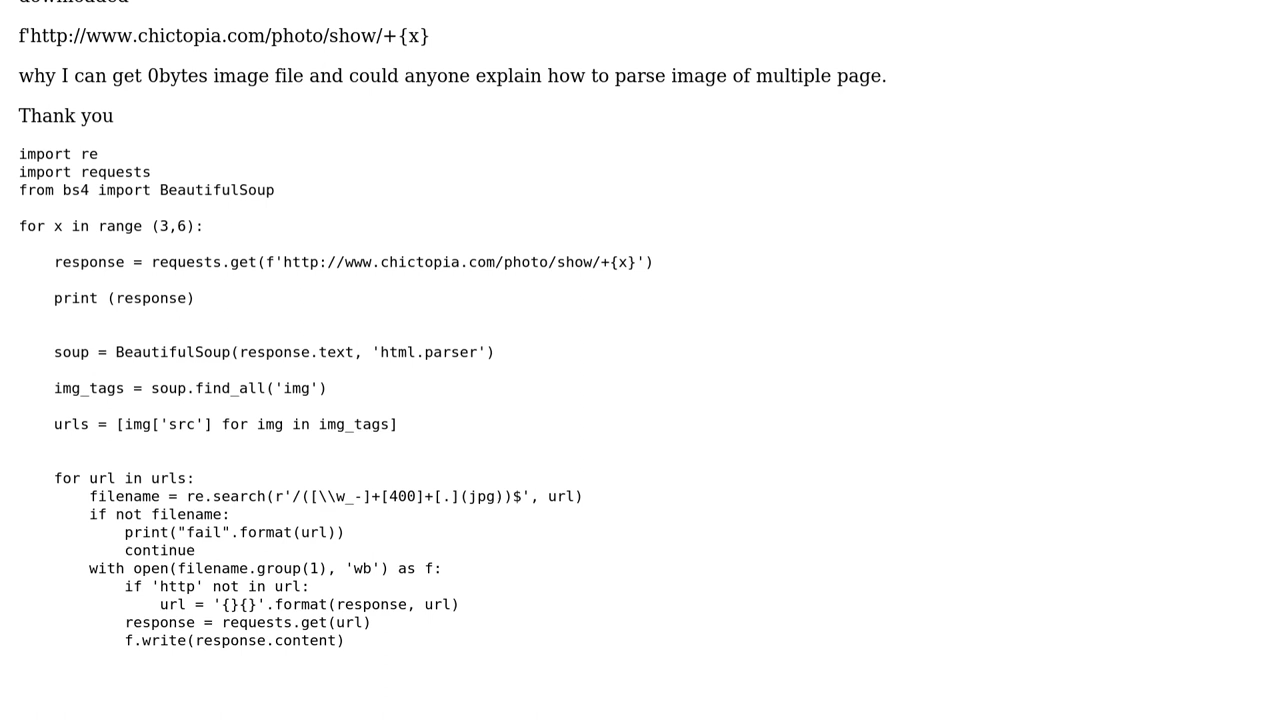 downloaded
f'http://www.chictopia.com/photo/show/+{x}
why I can get 0bytes image file and could anyone explain how to parse image of multiple page.
Thank you
import re
import requests
from bs4 import BeautifulSoup
for x in range (3,6):
response = requests.get(f'http://www.chictopia.com/photo/show/+{x}')
print (response)
soup = BeautifulSoup(response.text, 'html.parser')
img_tags = soup.find_all('img')
urls = [img['src'] for img in img_tags]
for url in urls:
filename = re.search(r'/([\\w_-]+[400]+[.](jpg))$', url)
if not filename:
print("fail".format(url))
continue
with open(filename.group(1), 'wb') as f:
if 'http' not in url:
url = '{}{}'.format(response, url)
response = requests.get(url)
f.write(response.content)